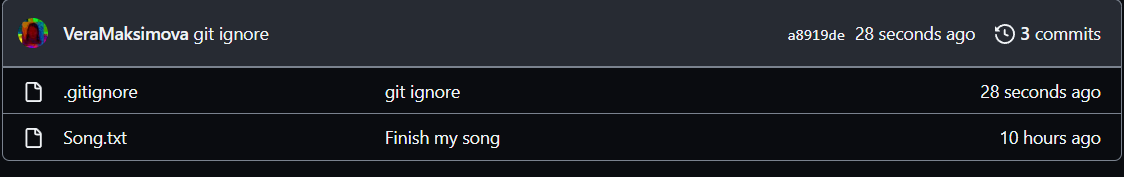 VeraMaksimova git ignore a8919de 28 seconds ago 3 commits
.gitignore git ignore 28 seconds ago
Song.txt Finish my song 10 hours ago